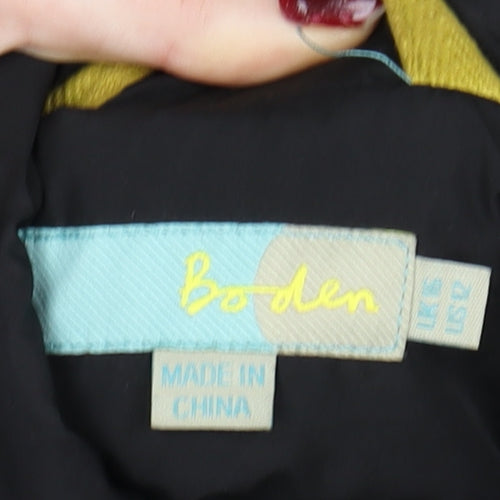 Boden
UK 16
US 12
MADE IN
CHINA